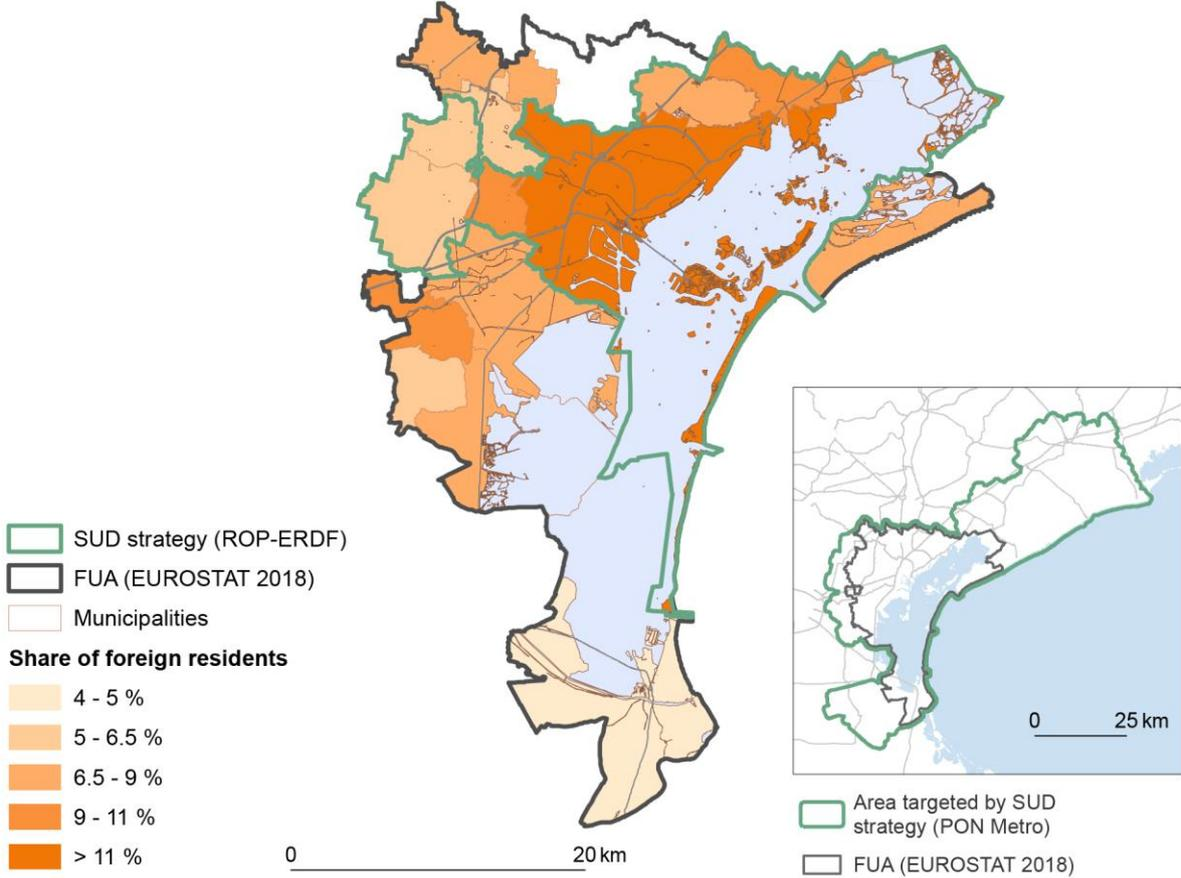 SUD strategy (ROP-ERDF)
FUA (EUROSTAT 2018)
Municipalities
Share of foreign residents
4 - 5 %
5 - 6.5 %
6.5 - 9 %
9 - 11 %
> 11 %
0 20 km
0 25 km
Area targeted by SUD
strategy (PON Metro)
FUA (EUROSTAT 2018)